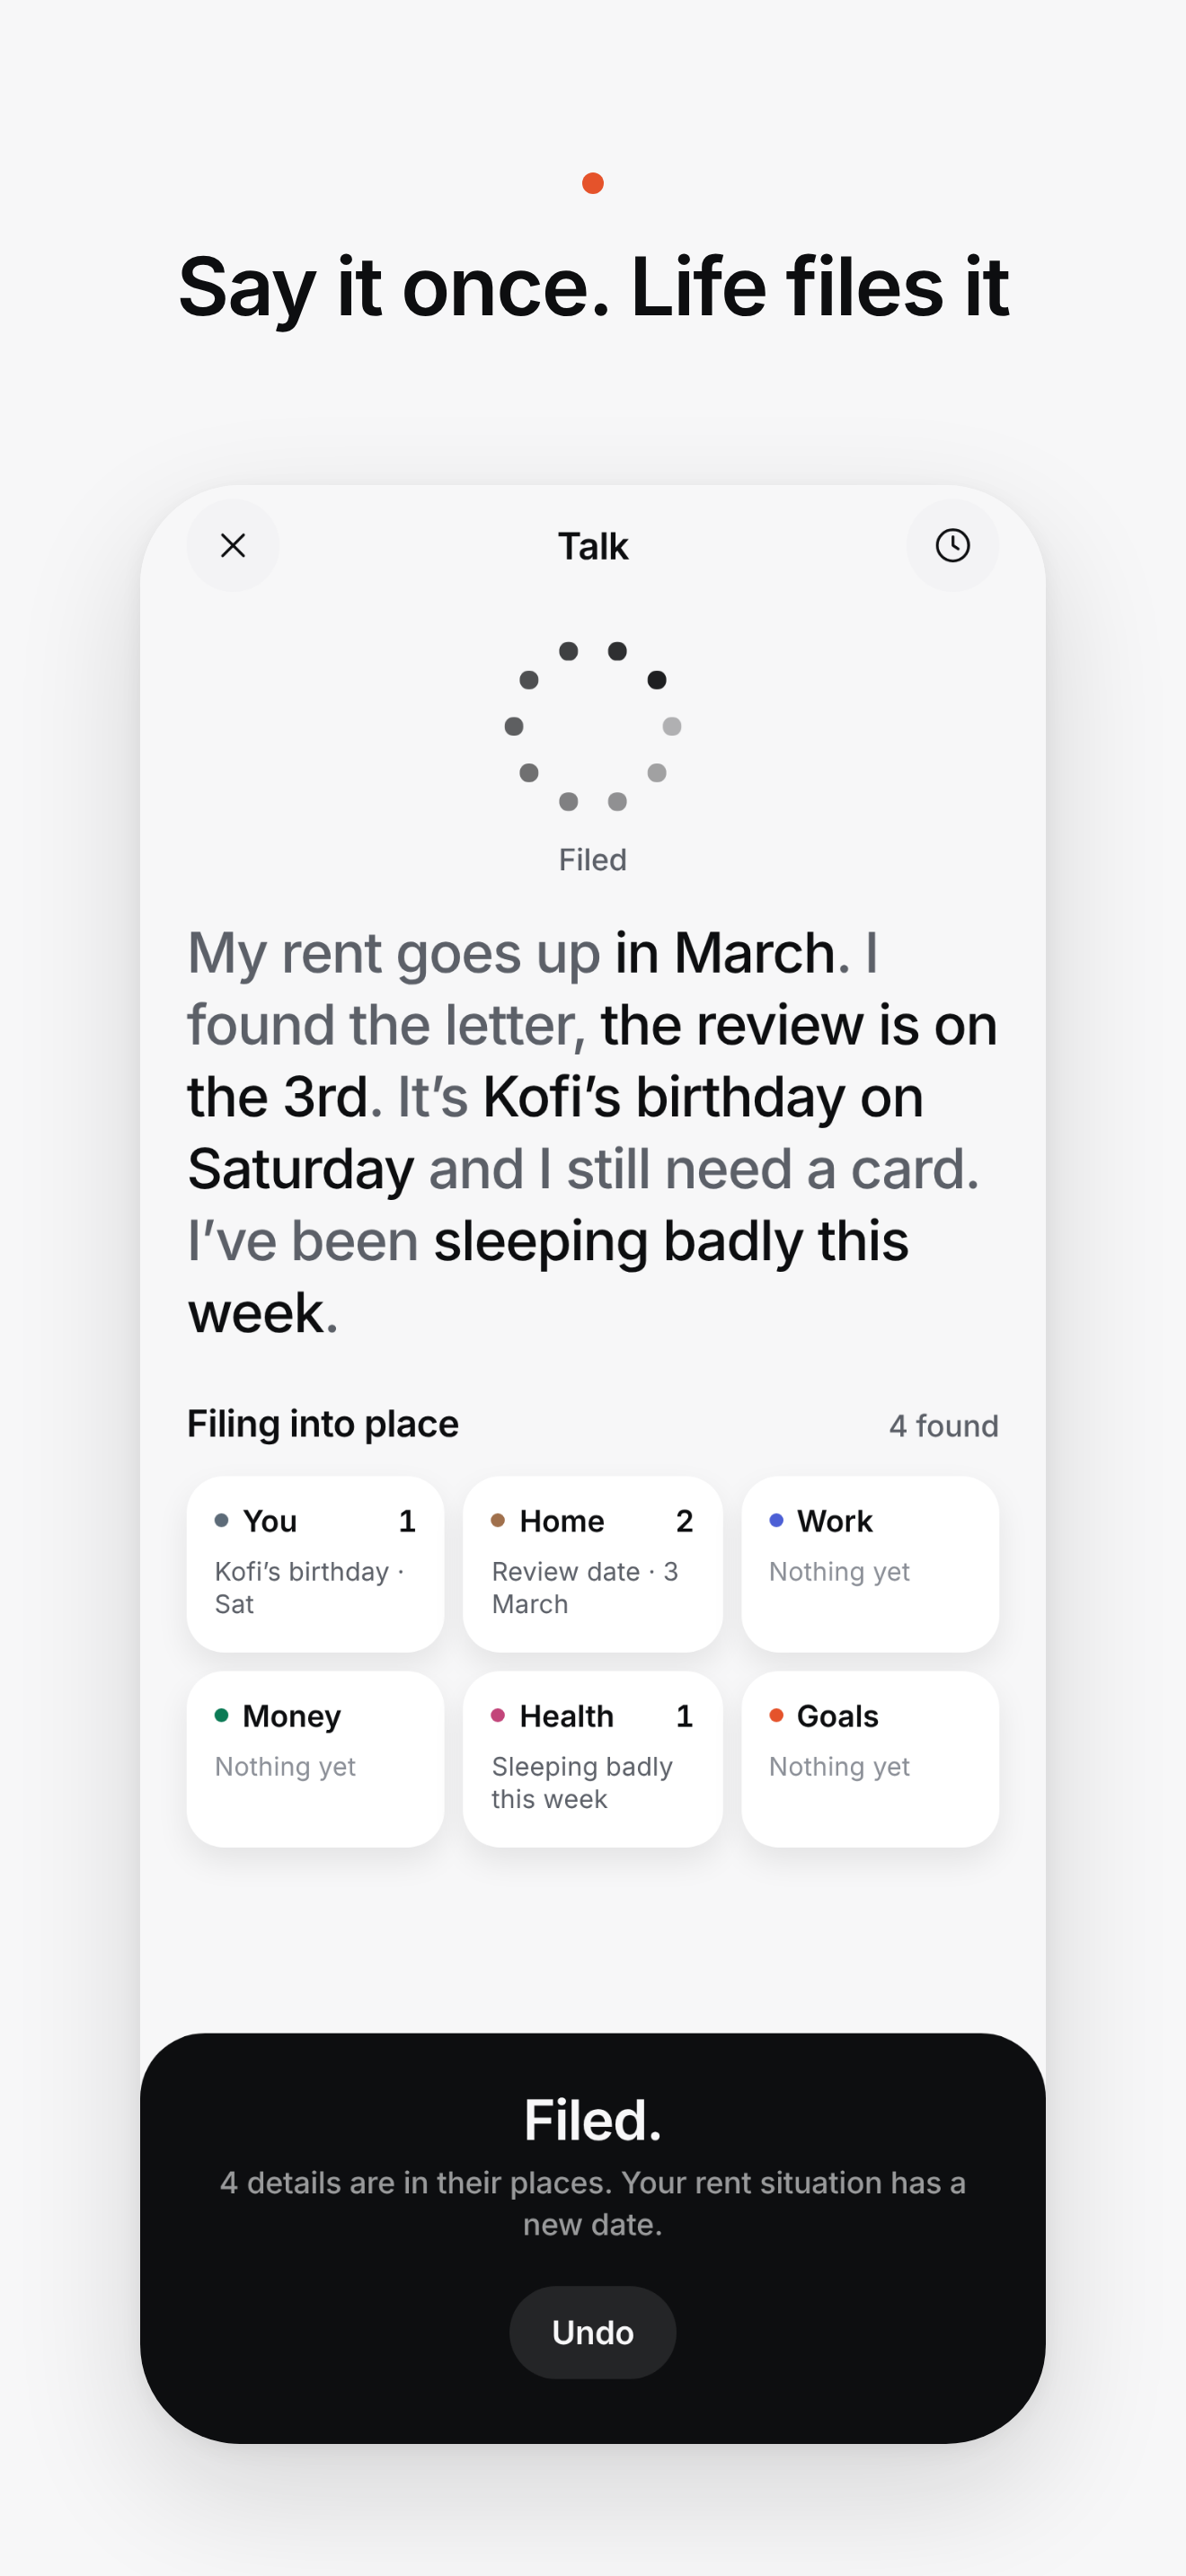 Say it once. Life files it
Talk
Filed
My rent goes up in March. I
found the letter, the review is on
the 3rd. It’s Kofi’s birthday on
Saturday and I still need a card.
I’ve been sleeping badly this
week.
Filing into place
4 found
You 1
Kofi’s birthday ·
Sat
Home 2
Review date · 3
March
Work
Nothing yet
Money
Nothing yet
Health 1
Sleeping badly
this week
Goals
Nothing yet
Filed.
4 details are in their places. Your rent situation has a
new date.
Undo